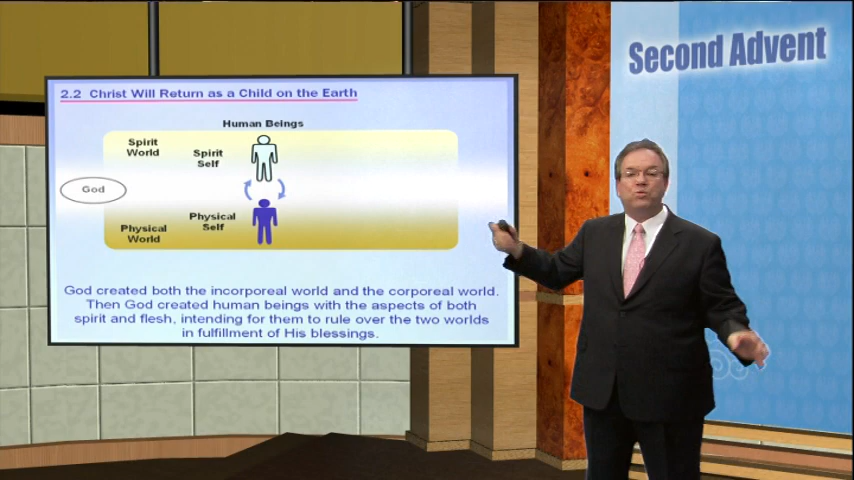 Second Advent
2.2 Christ Will Return as a Child on the Earth
Human Beings
Spirit
World
Spirit
Self
God
Physical
Self
Physical
World
God created both the incorporeal world and the corporeal world.
Then God created human beings with the aspects of both
spirit and flesh, intending for them to rule over the two worlds
in fulfillment of His blessings.